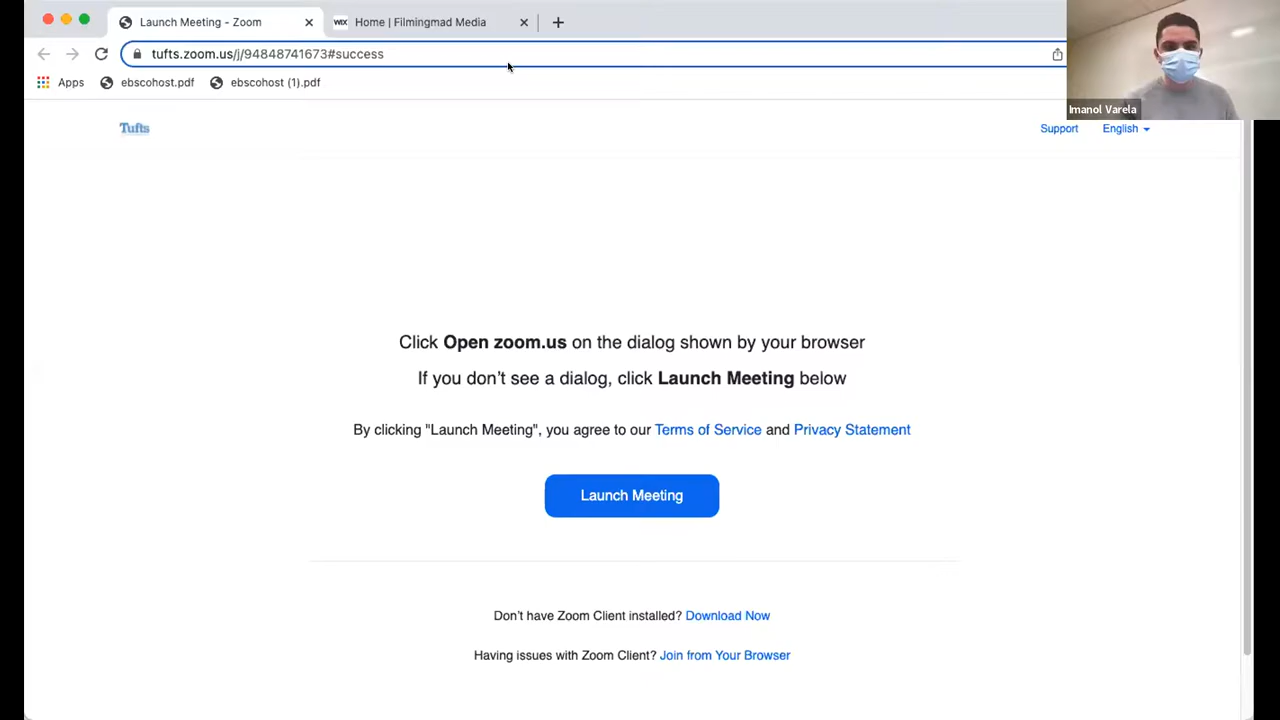 Launch Meeting - Zoom
WIX Home | Filmingmad Media
tufts.zoom.us/j/94848741673#success
Apps ebscohost.pdf ebscohost (1).pdf
Imanol Varela
Tufts
Support English
Click Open zoom.us on the dialog shown by your browser
If you don’t see a dialog, click Launch Meeting below
By clicking "Launch Meeting", you agree to our Terms of Service and Privacy Statement
Launch Meeting
Don’t have Zoom Client installed? Download Now
Having issues with Zoom Client? Join from Your Browser